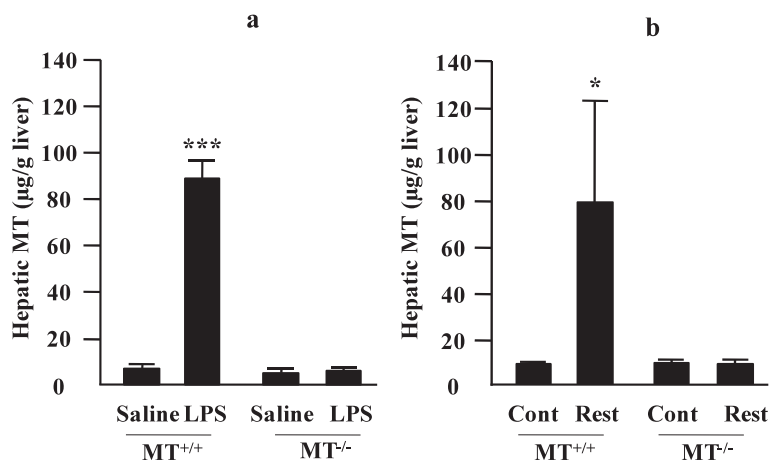 a
Hepatic MT (µg/g liver)
140
120
100
80
60
40
20
0
***
Saline LPS Saline LPS
MT+/+ MT-/-
b
Hepatic MT (µg/g liver)
140
120
100
80
60
40
20
0
*
Cont Rest Cont Rest
MT+/+ MT-/-